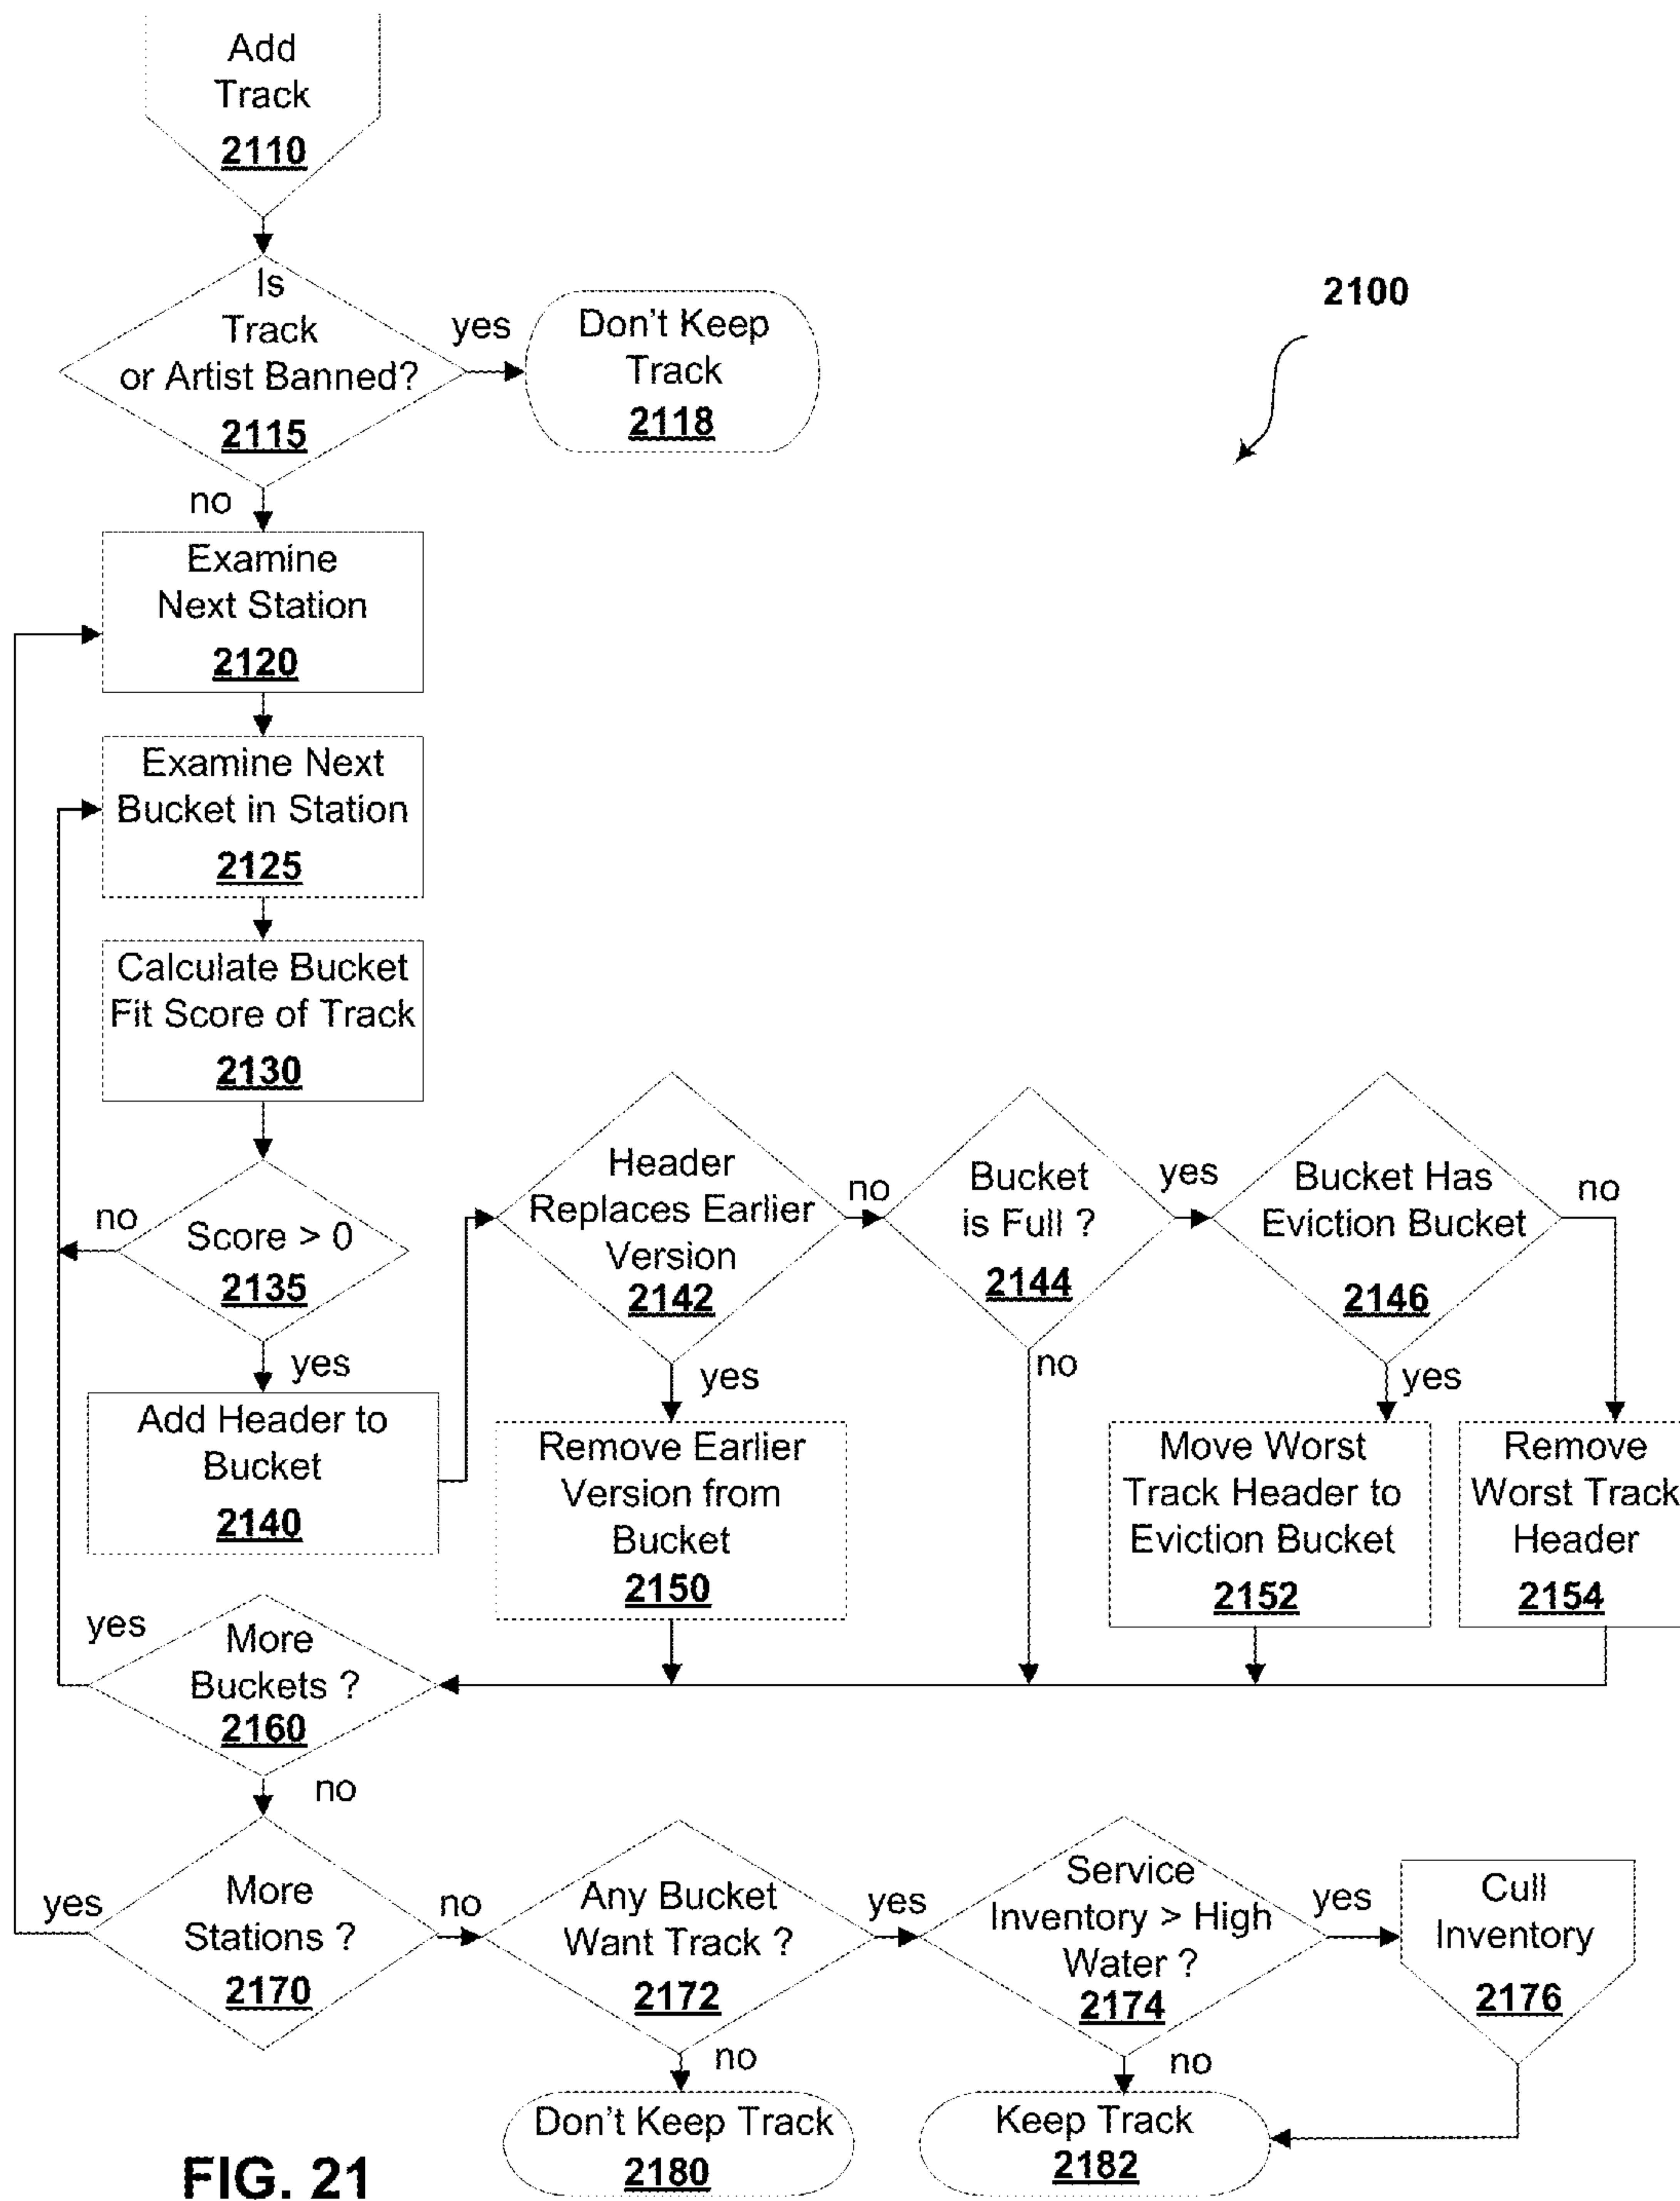 Add
Track
2110
Is
Track
or Artist Banned?
2115
yes
Don't Keep
Track
2118
2100
no
Examine
Next Station
2120
Examine Next
Bucket in Station
2125
Calculate Bucket
Fit Score of Track
2130
no
Score > 0
2135
yes
Header
Replaces Earlier
Version
2142
no
Bucket
is Full ?
2144
yes
Bucket Has
Eviction Bucket
2146
no
yes
no
yes
Add Header to
Bucket
2140
Remove Earlier
Version from
Bucket
2150
Move Worst
Track Header to
Eviction Bucket
2152
Remove
Worst Track
Header
2154
yes
More
Buckets ?
2160
no
yes
More
Stations ?
2170
no
Any Bucket
Want Track ?
2172
yes
Service
Inventory > High
Water ?
2174
yes
Cull
Inventory
2176
no
no
Don't Keep Track
2180
Keep Track
2182
FIG. 21